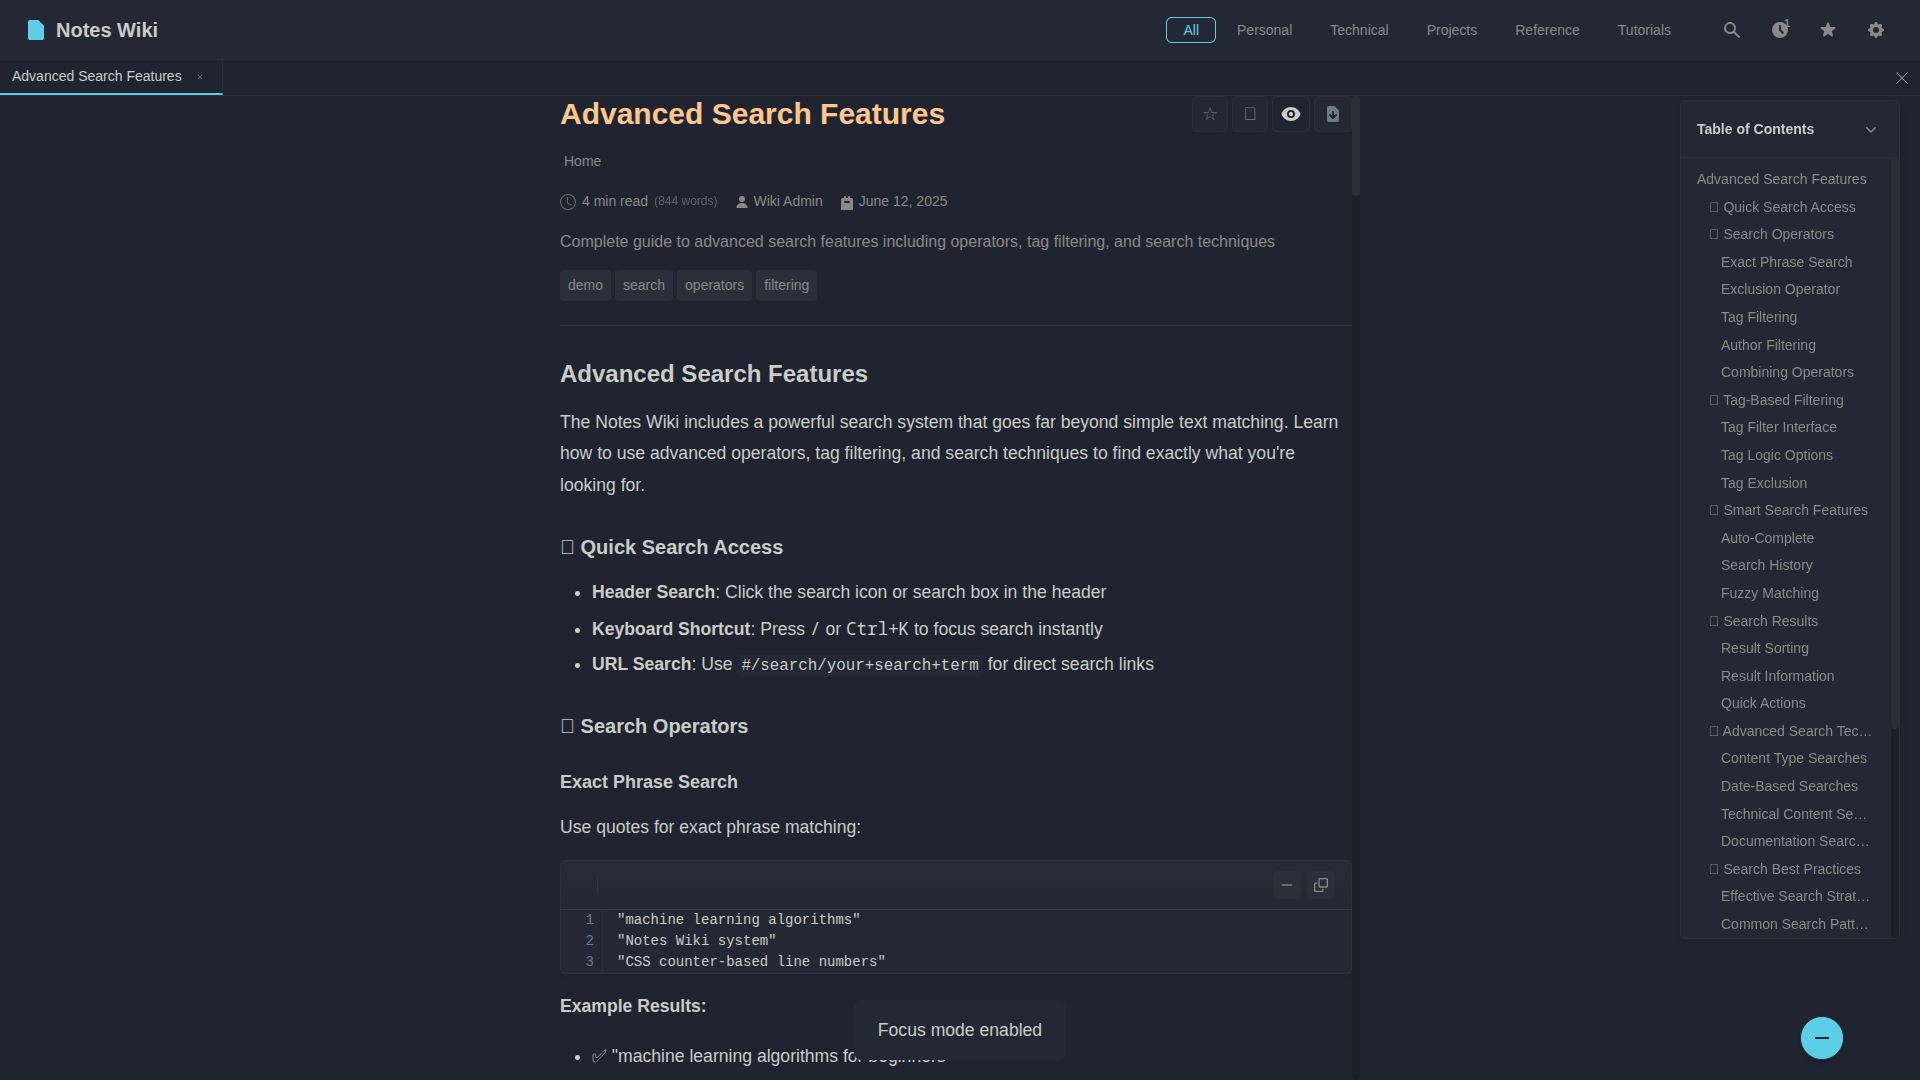 Notes Wiki
All Personal Technical Projects Reference Tutorials 1
Advanced Search Features ×
Advanced Search Features
Home
4 min read (844 words) Wiki Admin June 12, 2025
Complete guide to advanced search features including operators, tag filtering, and search techniques
demo search operators filtering
Advanced Search Features
The Notes Wiki includes a powerful search system that goes far beyond simple text matching. Learn
how to use advanced operators, tag filtering, and search techniques to find exactly what you're
looking for.
Quick Search Access
• Header Search: Click the search icon or search box in the header
• Keyboard Shortcut: Press / or Ctrl+K to focus search instantly
• URL Search: Use #/search/your+search+term for direct search links
Search Operators
Exact Phrase Search
Use quotes for exact phrase matching:
1 "machine learning algorithms"
2 "Notes Wiki system"
3 "CSS counter-based line numbers"
Example Results:
• ✅ "machine learning algorithms for beginners"
Focus mode enabled
Table of Contents
Advanced Search Features
Quick Search Access
Search Operators
Exact Phrase Search
Exclusion Operator
Tag Filtering
Author Filtering
Combining Operators
Tag-Based Filtering
Tag Filter Interface
Tag Logic Options
Tag Exclusion
Smart Search Features
Auto-Complete
Search History
Fuzzy Matching
Search Results
Result Sorting
Result Information
Quick Actions
Advanced Search Tec…
Content Type Searches
Date-Based Searches
Technical Content Se…
Documentation Searc…
Search Best Practices
Effective Search Strat…
Common Search Patt…